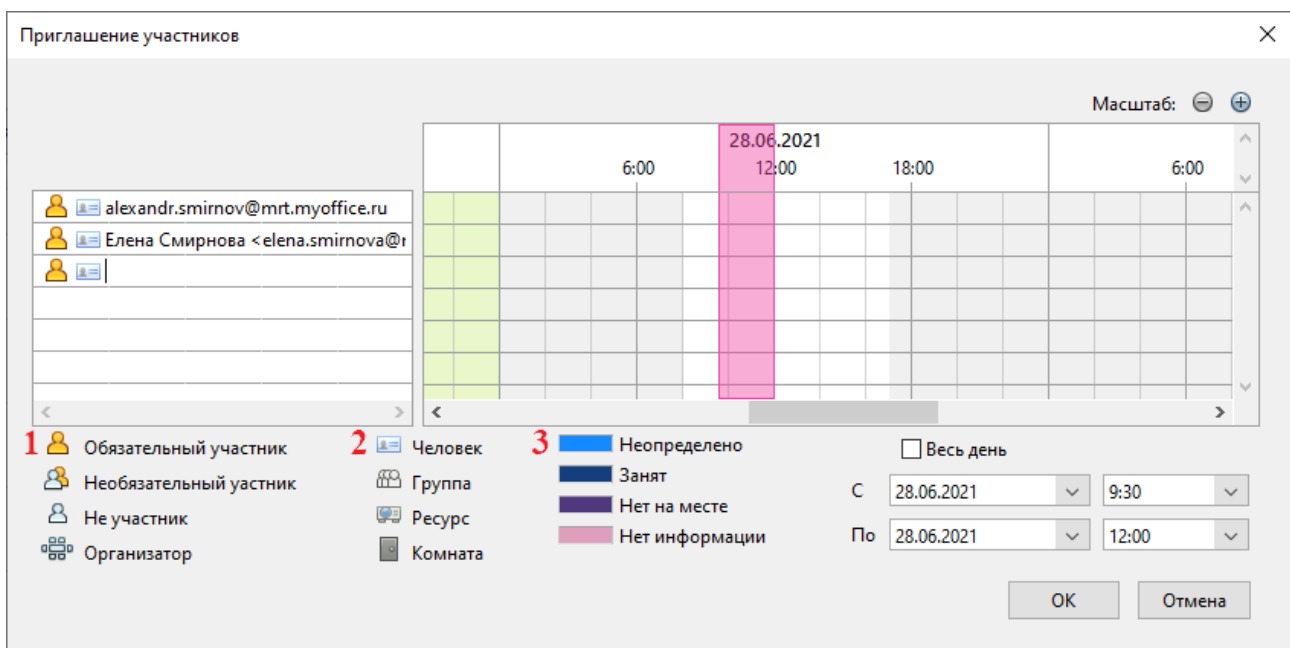 Приглашение участников
Масштаб:
28.06.2021
6:00 12:00 18:00 6:00
alexandr.smirnov@mrt.myoffice.ru
Елена Смирнова <elena.smirnova@r
1 Обязательный участник 2 Человек 3 Неопределено Весь день
Необязательный уастник Группа Занят
Не участник Ресурс Нет на месте С 28.06.2021 9:30
Организатор Комната Нет информации По 28.06.2021 12:00
ОК Отмена